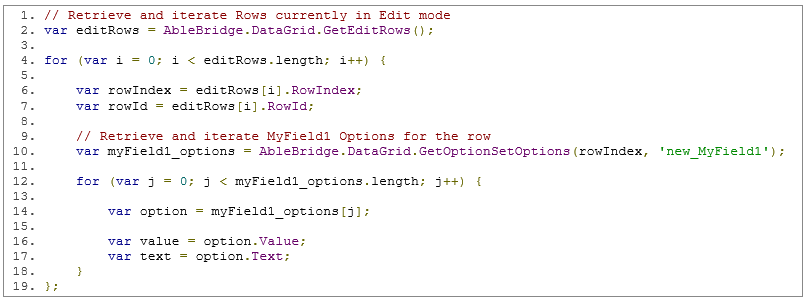 1. // Retrieve and iterate Rows currently in Edit mode
2. var editRows = AbleBridge.DataGrid.GetEditRows();
3.
4. for (var i = 0; i < editRows.length; i++) {
5.
6.     var rowIndex = editRows[i].RowIndex;
7.     var rowId = editRows[i].RowId;
8.
9.     // Retrieve and iterate MyField1 Options for the row
10.     var myField1_options = AbleBridge.DataGrid.GetOptionSetOptions(rowIndex, 'new_MyField1');
11.
12.     for (var j = 0; j < myField1_options.length; j++) {
13.
14.         var option = myField1_options[j];
15.
16.         var value = option.Value;
17.         var text = option.Text;
18.     }
19. };